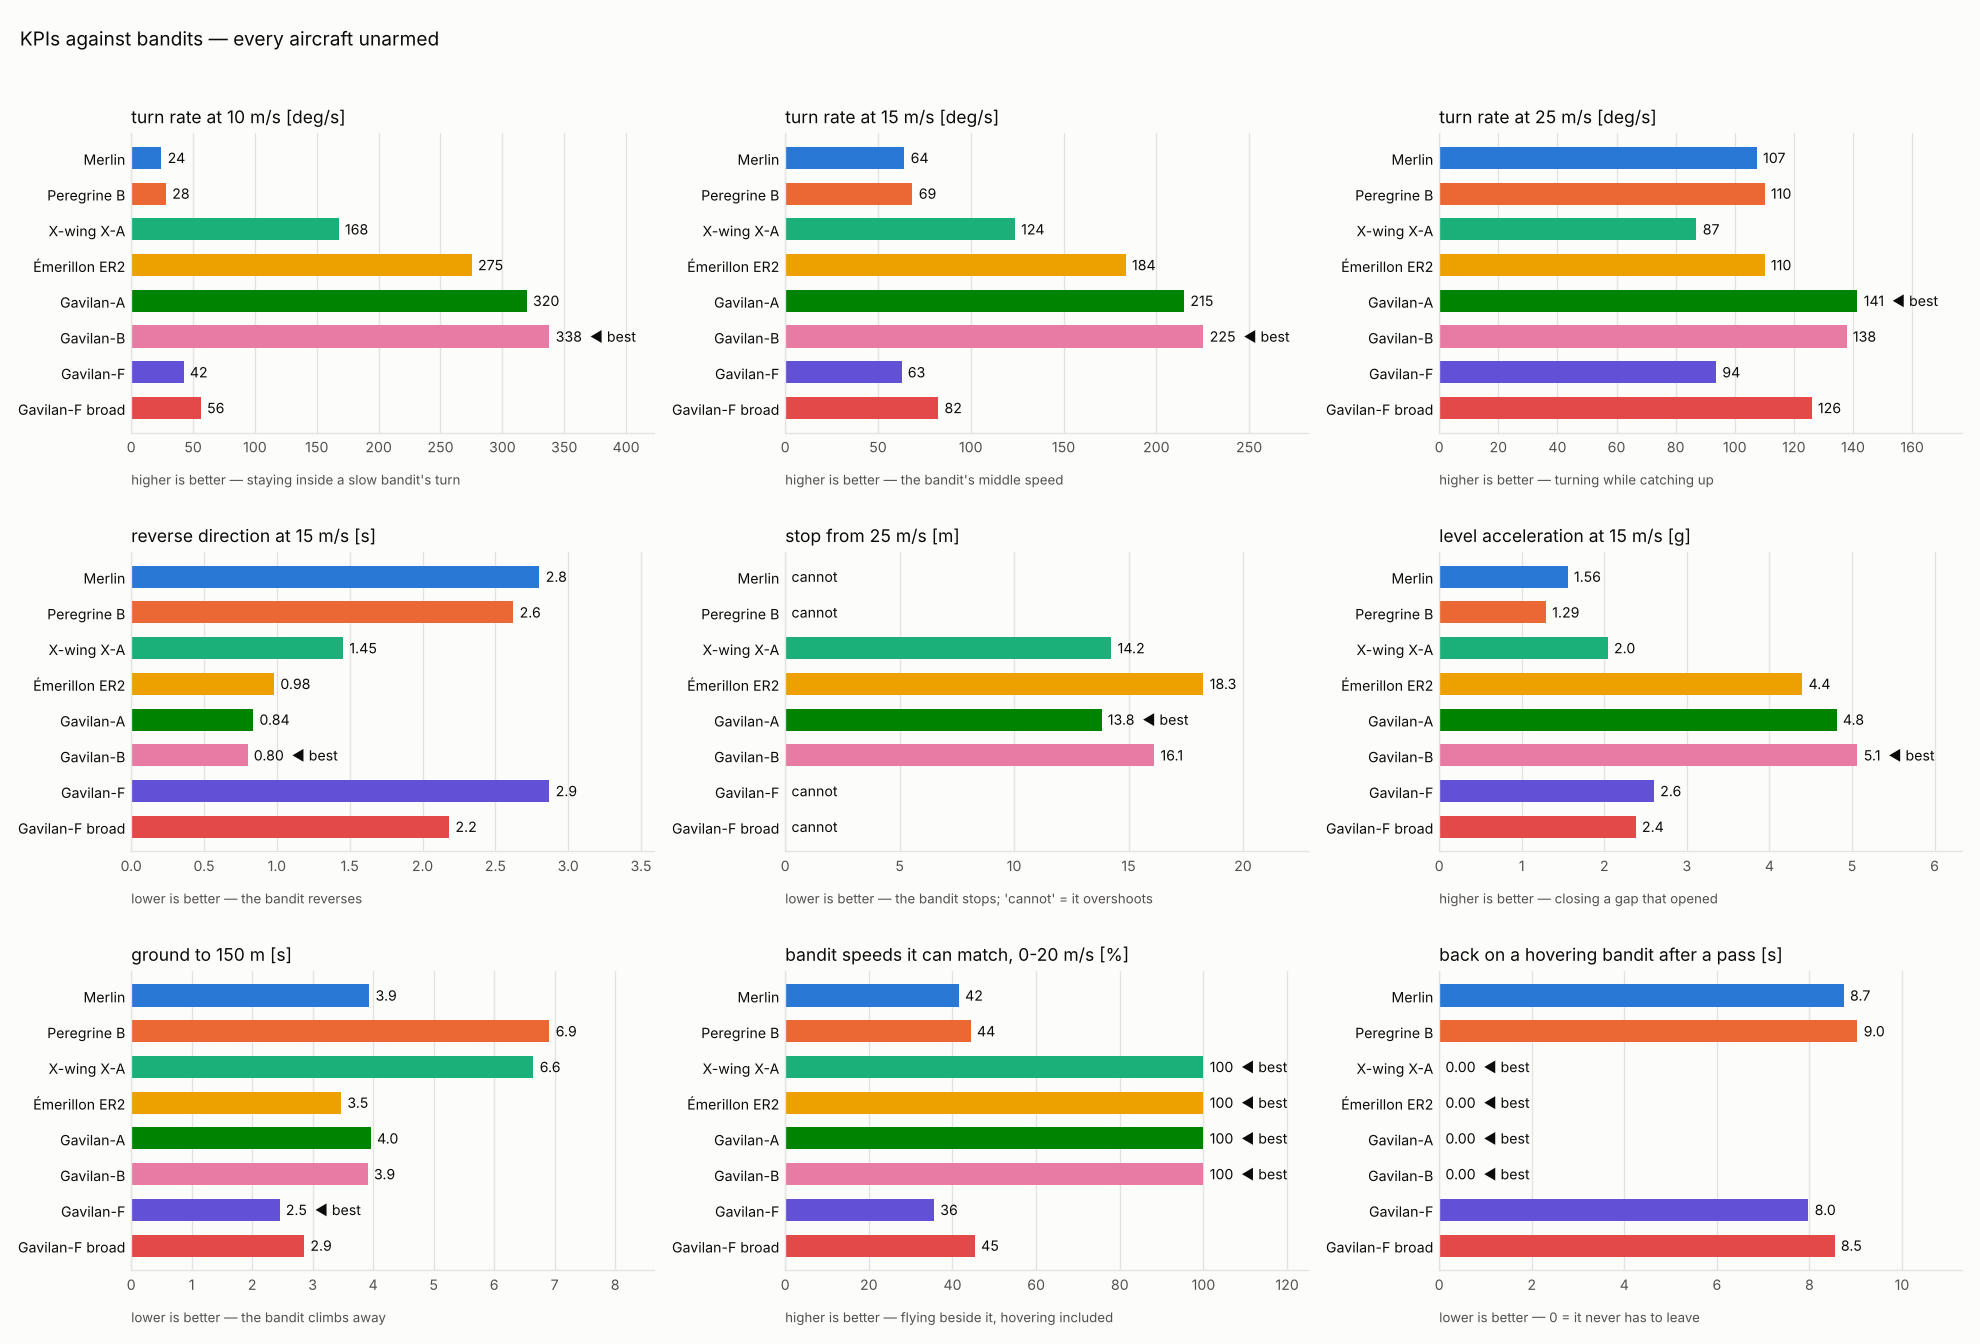 KPIs against bandits — every aircraft unarmed
turn rate at 10 m/s [deg/s]
Merlin 24
Peregrine B 28
X-wing X-A 168
Émerillon ER2 275
Gavilan-A 320
Gavilan-B 338 ◀ best
Gavilan-F 42
Gavilan-F broad 56
0 50 100 150 200 250 300 350 400
higher is better — staying inside a slow bandit's turn
turn rate at 15 m/s [deg/s]
Merlin 64
Peregrine B 69
X-wing X-A 124
Émerillon ER2 184
Gavilan-A 215
Gavilan-B 225 ◀ best
Gavilan-F 63
Gavilan-F broad 82
0 50 100 150 200 250
higher is better — the bandit's middle speed
turn rate at 25 m/s [deg/s]
Merlin 107
Peregrine B 110
X-wing X-A 87
Émerillon ER2 110
Gavilan-A 141 ◀ best
Gavilan-B 138
Gavilan-F 94
Gavilan-F broad 126
0 20 40 60 80 100 120 140 160
higher is better — turning while catching up
reverse direction at 15 m/s [s]
Merlin 2.8
Peregrine B 2.6
X-wing X-A 1.45
Émerillon ER2 0.98
Gavilan-A 0.84
Gavilan-B 0.80 ◀ best
Gavilan-F 2.9
Gavilan-F broad 2.2
0.0 0.5 1.0 1.5 2.0 2.5 3.0 3.5
lower is better — the bandit reverses
stop from 25 m/s [m]
Merlin cannot
Peregrine B cannot
X-wing X-A 14.2
Émerillon ER2 18.3
Gavilan-A 13.8 ◀ best
Gavilan-B 16.1
Gavilan-F cannot
Gavilan-F broad cannot
0 5 10 15 20
lower is better — the bandit stops; 'cannot' = it overshoots
level acceleration at 15 m/s [g]
Merlin 1.56
Peregrine B 1.29
X-wing X-A 2.0
Émerillon ER2 4.4
Gavilan-A 4.8
Gavilan-B 5.1 ◀ best
Gavilan-F 2.6
Gavilan-F broad 2.4
0 1 2 3 4 5 6
higher is better — closing a gap that opened
ground to 150 m [s]
Merlin 3.9
Peregrine B 6.9
X-wing X-A 6.6
Émerillon ER2 3.5
Gavilan-A 4.0
Gavilan-B 3.9
Gavilan-F 2.5 ◀ best
Gavilan-F broad 2.9
0 1 2 3 4 5 6 7 8
lower is better — the bandit climbs away
bandit speeds it can match, 0-20 m/s [%]
Merlin 42
Peregrine B 44
X-wing X-A 100 ◀ best
Émerillon ER2 100 ◀ best
Gavilan-A 100 ◀ best
Gavilan-B 100 ◀ best
Gavilan-F 36
Gavilan-F broad 45
0 20 40 60 80 100 120
higher is better — flying beside it, hovering included
back on a hovering bandit after a pass [s]
Merlin 8.7
Peregrine B 9.0
X-wing X-A 0.00 ◀ best
Émerillon ER2 0.00 ◀ best
Gavilan-A 0.00 ◀ best
Gavilan-B 0.00 ◀ best
Gavilan-F 8.0
Gavilan-F broad 8.5
0 2 4 6 8 10
lower is better — 0 = it never has to leave